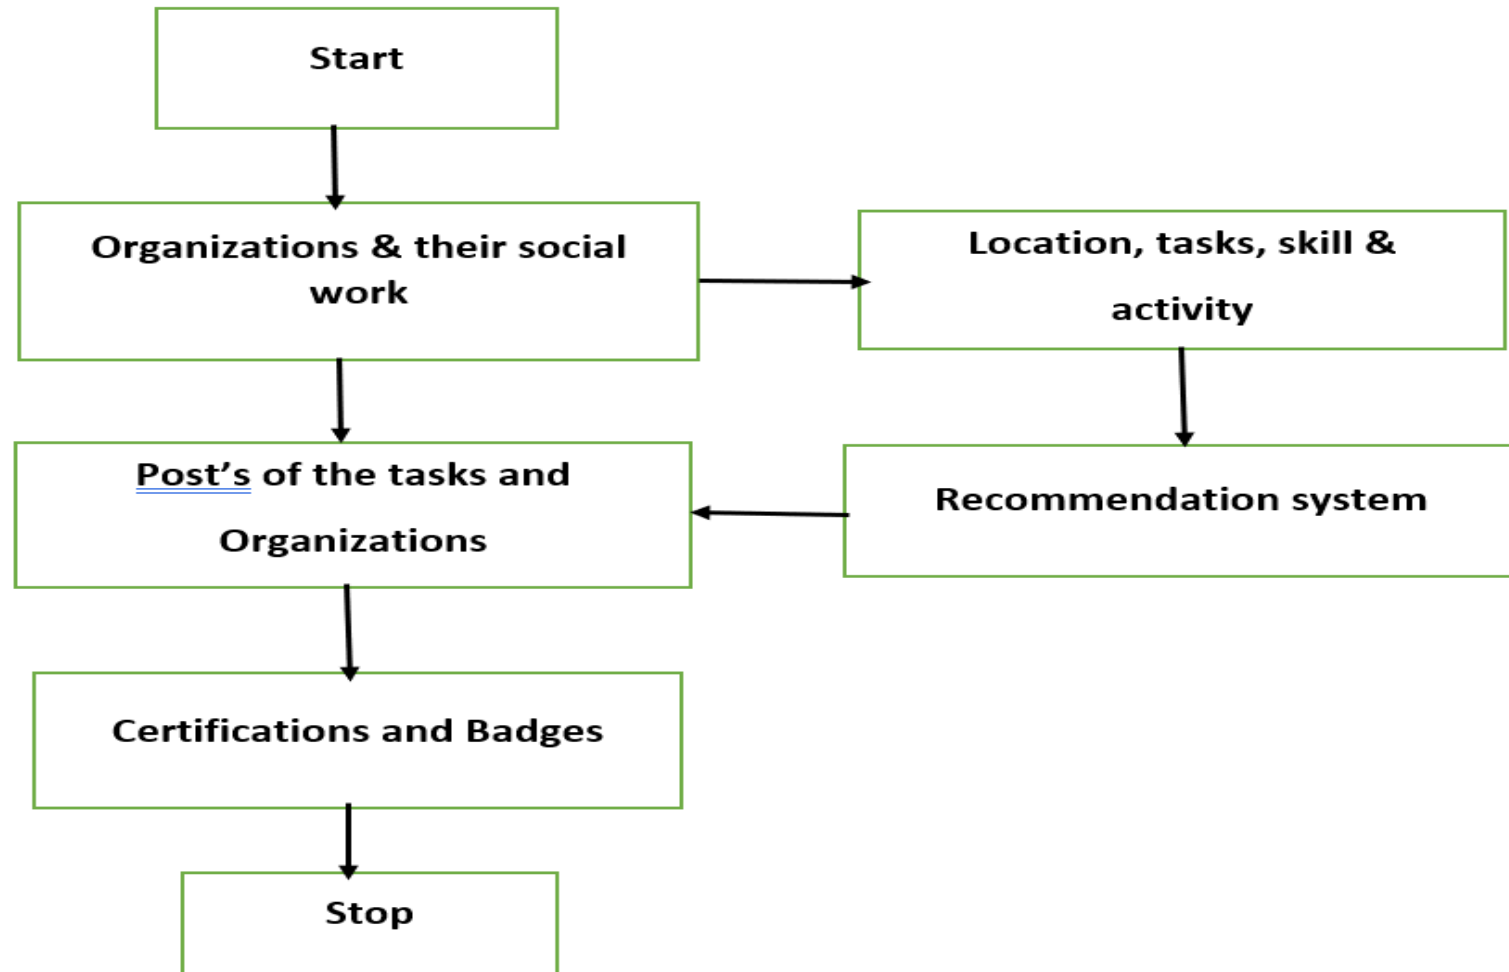 Start
Organizations & their social
work
Location, tasks, skill &
activity
Post’s of the tasks and
Organizations
Recommendation system
Certifications and Badges
Stop